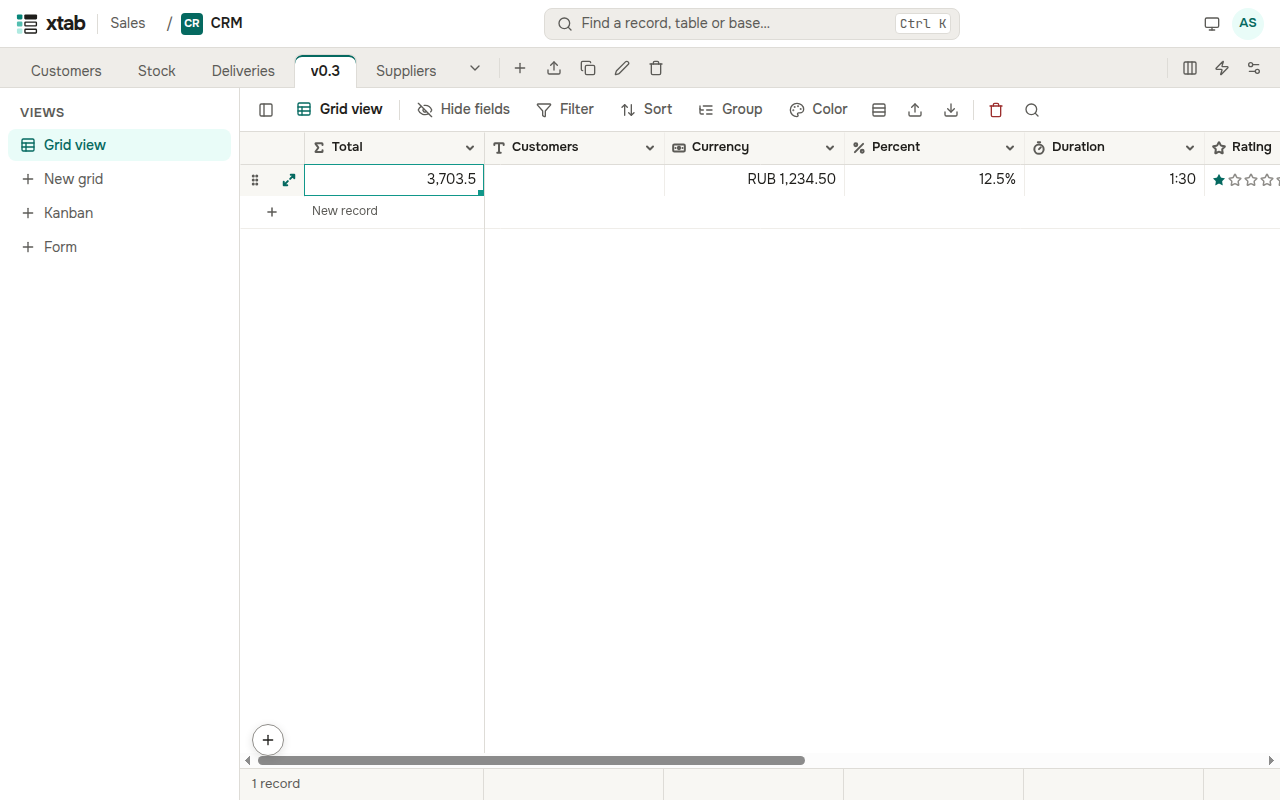 xtab Sales / CR CRM Find a record, table or base... Ctrl K AS
Customers Stock Deliveries v0.3 Suppliers
VIEWS
Grid view
New grid
Kanban
Form
Grid view Hide fields Filter Sort Group Color
Total Customers Currency Percent Duration Rating
3,703.5 RUB 1,234.50 12.5% 1:30
New record
1 record